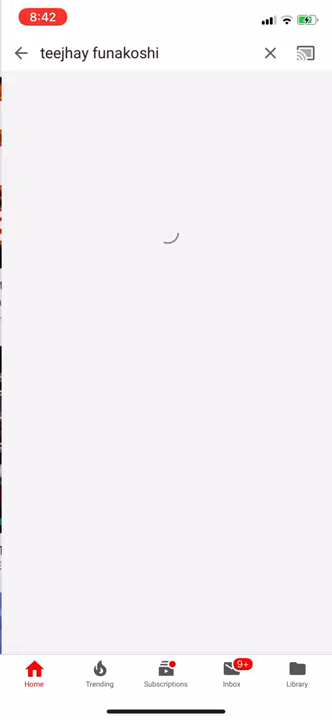 8:42
teejhay funakoshi
9+
Home
Trending
Subscriptions
Inbox
Library